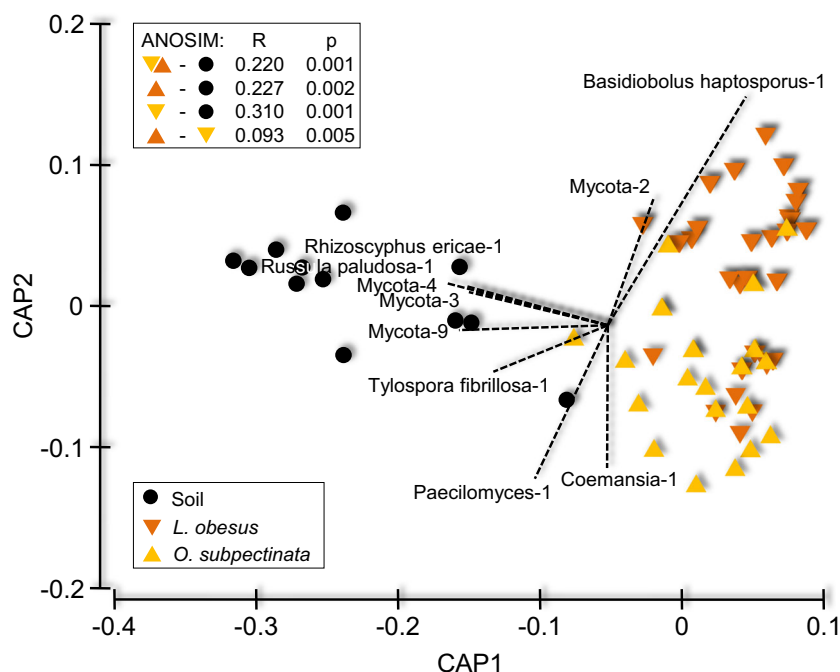 0.2
0.1
0
-0.1
-0.2
CAP2
ANOSIM: R p
- 0.220 0.001
- 0.227 0.002
- 0.310 0.001
- 0.093 0.005
Basidiobolus haptosporus-1
Mycota-2
Rhizoscyphus ericae-1
Russ la paludosa-1
Mycota-4
Mycota-3
Mycota-9
Tylospora fibrillosa-1
Paecilomyces-1
Coemansia-1
Soil
L. obesus
O. subpectinata
-0.4 -0.3 -0.2 -0.1 0 0.1
CAP1